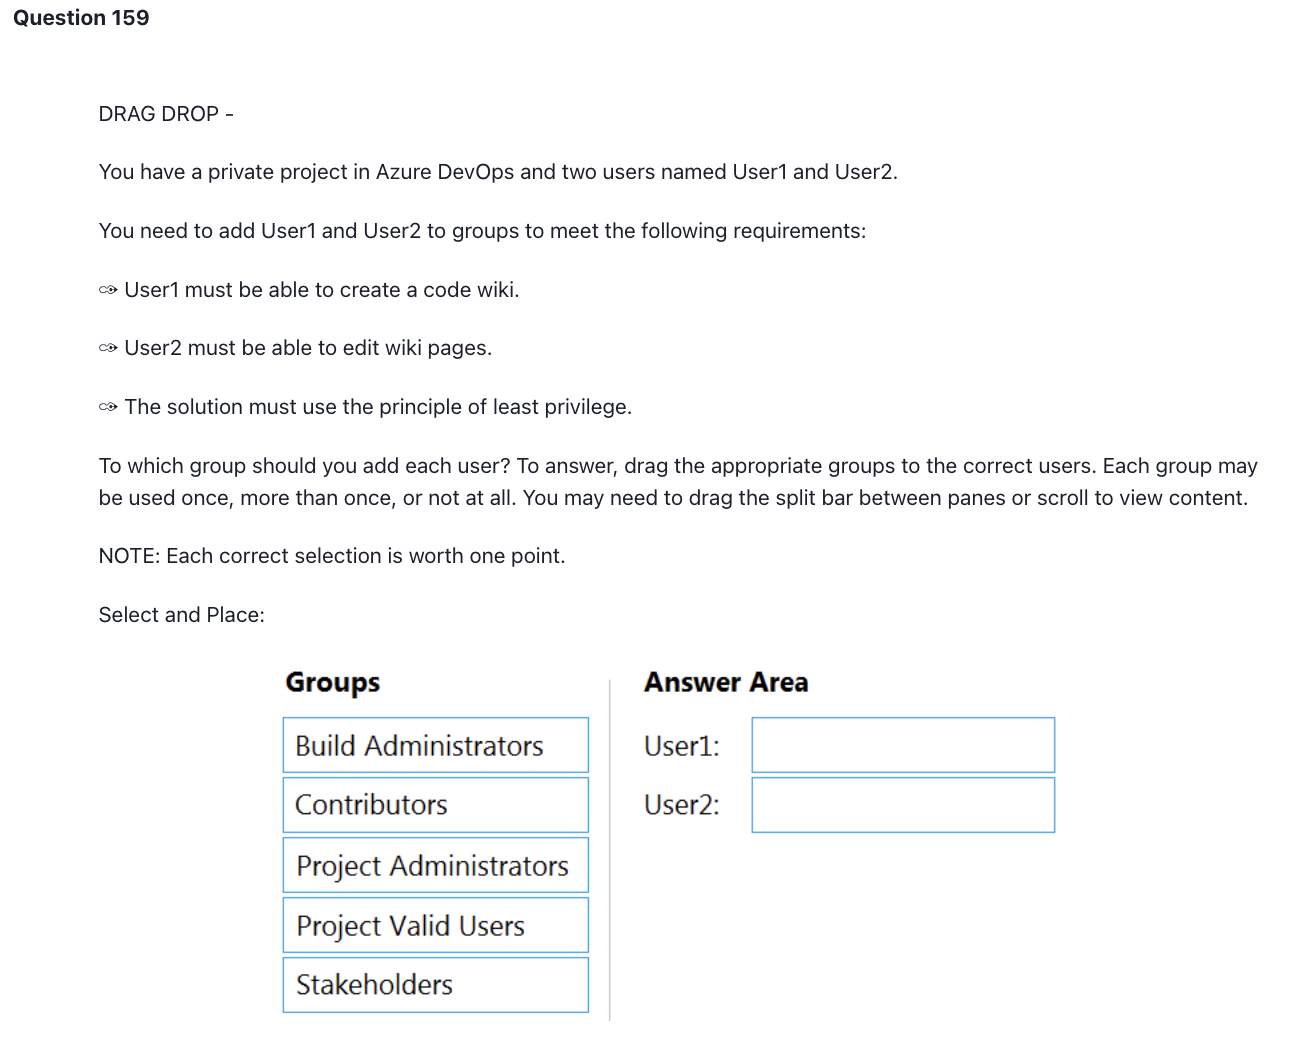 Question 159
DRAG DROP -
You have a private project in Azure DevOps and two users named User1 and User2.
You need to add User1 and User2 to groups to meet the following requirements:
✑ User1 must be able to create a code wiki.
✑ User2 must be able to edit wiki pages.
✑ The solution must use the principle of least privilege.
To which group should you add each user? To answer, drag the appropriate groups to the correct users. Each group may
be used once, more than once, or not at all. You may need to drag the split bar between panes or scroll to view content.
NOTE: Each correct selection is worth one point.
Select and Place:
Groups
Build Administrators
Contributors
Project Administrators
Project Valid Users
Stakeholders
Answer Area
User1:
User2: